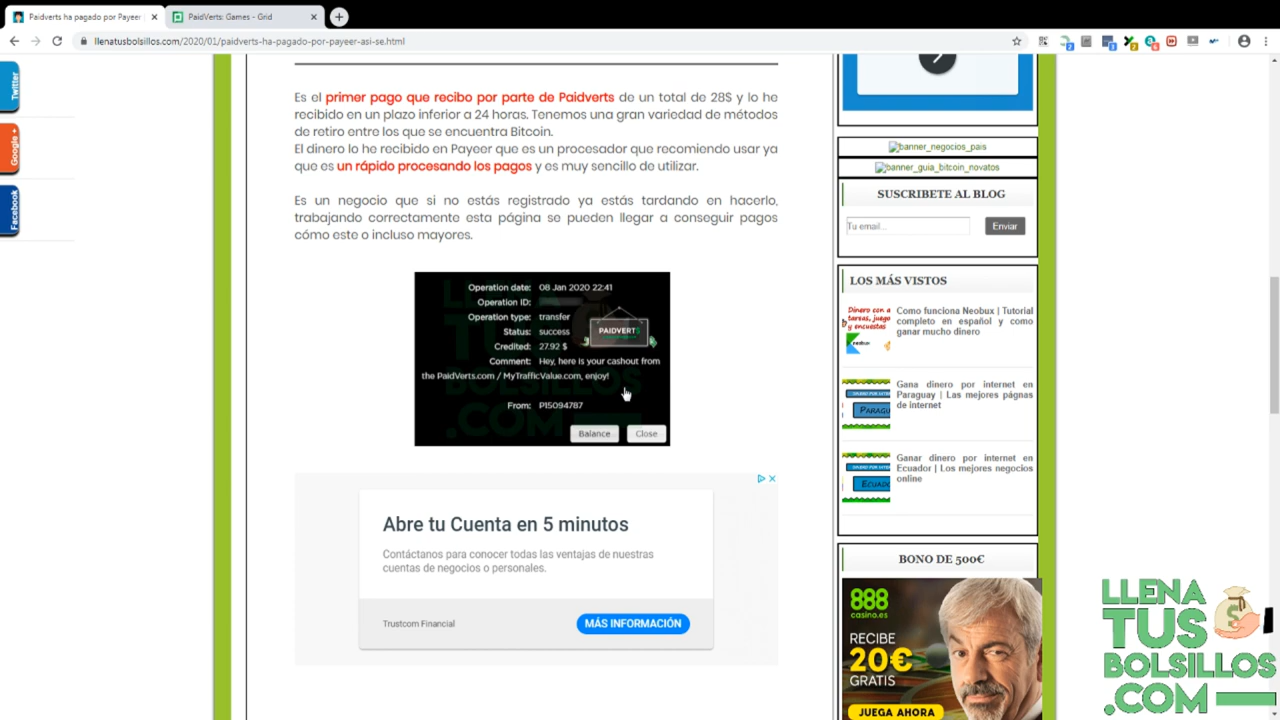 Paidverts ha pagado por Payeer
PaidVerts: Games - Grid
llenatusbolsillos.com/2020/01/paidverts-ha-pagado-por-payeer-asi-se.html
Twitter
Google +
Facebook
Es el primer pago que recibo por parte de Paidverts de un total de 28$ y lo he
recibido en un plazo inferior a 24 horas. Tenemos una gran variedad de métodos
de retiro entre los que se encuentra Bitcoin.
El dinero lo he recibido en Payeer que es un procesador que recomiendo usar ya
que es un rápido procesando los pagos y es muy sencillo de utilizar.
Es un negocio que si no estás registrado ya estás tardando en hacerlo,
trabajando correctamente esta página se pueden llegar a conseguir pagos
cómo este o incluso mayores.
Operation date: 08 Jan 2020 22:41
Operation ID:
Operation type: transfer
Status: success
Credited: 27.92 $
Comment: Hey, here is your cashout from
the PaidVerts.com / MyTrafficValue.com, enjoy!
From: P15094787
Balance
Close
PAIDVERTS
Abre tu Cuenta en 5 minutos
Contáctanos para conocer todas las ventajas de nuestras
cuentas de negocios o personales.
Trustcom Financial
MÁS INFORMACIÓN
banner_negocios_pais
banner_guia_bitcoin_novatos
SUSCRIBETE AL BLOG
Tu email...
Enviar
LOS MÁS VISTOS
Dinero con a
tareas, juego
y encuestas
neobux
Como funciona Neobux | Tutorial
completo en español y como
ganar mucho dinero
PARAGU
Gana dinero por internet en
Paraguay | Las mejores págnas
de internet
ECUAD
Ganar dinero por internet en
Ecuador | Los mejores negocios
online
BONO DE 500€
888
casino.es
RECIBE
20€
GRATIS
JUEGA AHORA
LLENA
TUS
BOLSILLOS
.COM